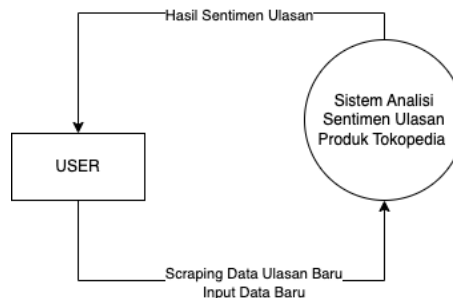 Hasil Sentimen Ulasan
Sistem Analisi
Sentimen Ulasan
Produk Tokopedia
USER
Scraping Data Ulasan Baru
Input Data Baru